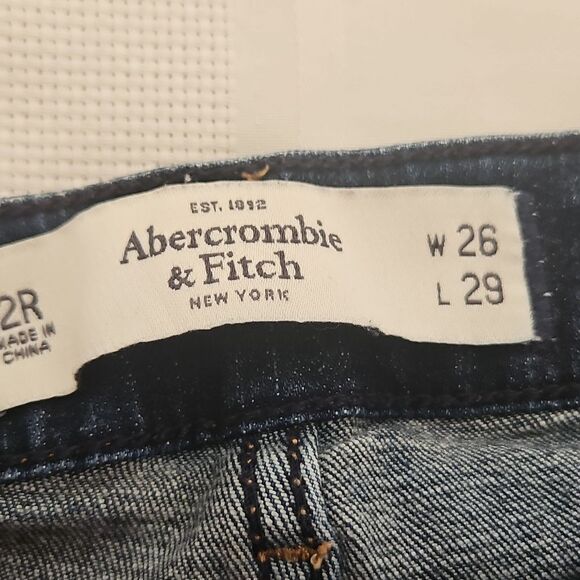 2R
MADE IN
CHINA
EST. 1892
Abercrombie
& Fitch
NEW YORK
W 26
L 29